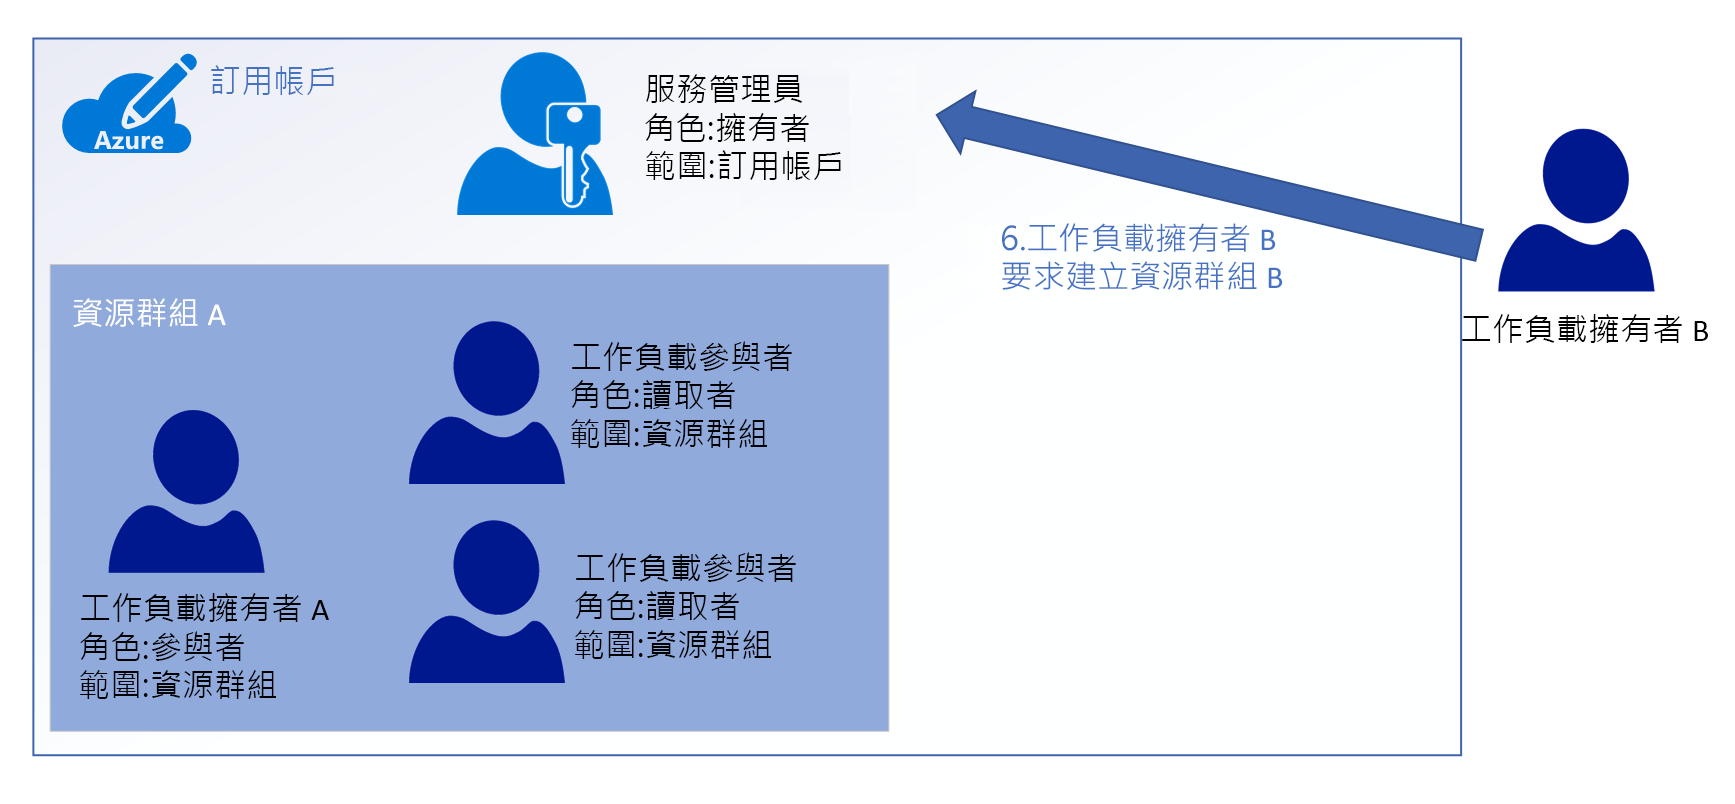 Azure
訂用帳戶
服務管理員
角色:擁有者
範圍:訂用帳戶
6.工作負載擁有者 B
要求建立資源群組 B
工作負載擁有者 B
資源群組 A
工作負載參與者
角色:讀取者
範圍:資源群組
工作負載參與者
角色:讀取者
範圍:資源群組
工作負載擁有者 A
角色:參與者
範圍:資源群組